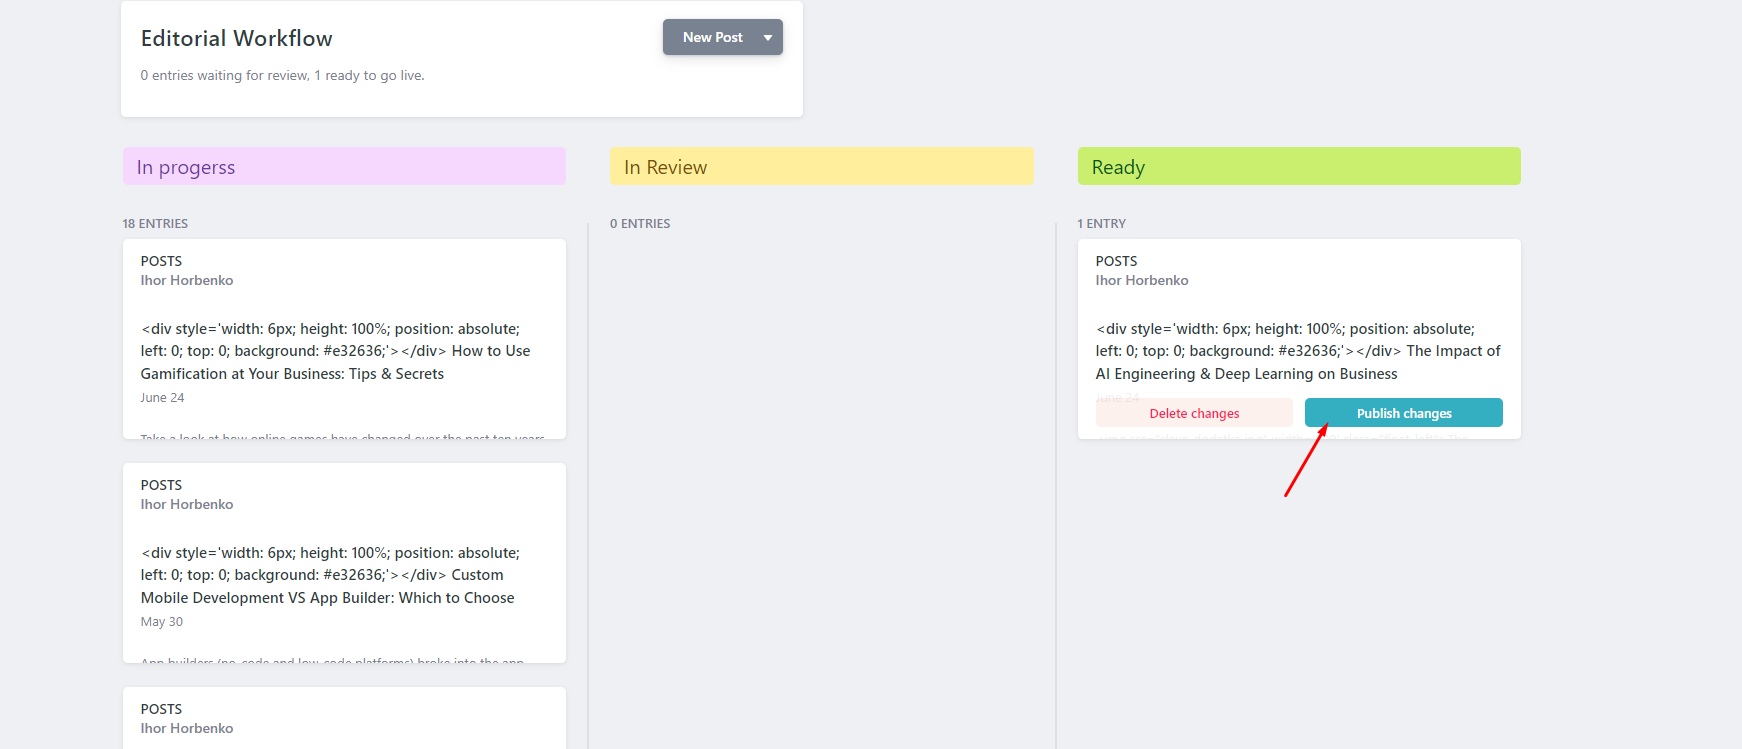 Editorial Workflow
New Post
0 entries waiting for review, 1 ready to go live.
In progerss
In Review
Ready
18 ENTRIES
0 ENTRIES
1 ENTRY
POSTS
Ihor Horbenko
<div style='width: 6px; height: 100%; position: absolute;
left: 0; top: 0; background: #e32636;'></div> How to Use
Gamification at Your Business: Tips & Secrets
June 24
Take a look at how online games have changed over the past ten years
POSTS
Ihor Horbenko
<div style='width: 6px; height: 100%; position: absolute;
left: 0; top: 0; background: #e32636;'></div> Custom
Mobile Development VS App Builder: Which to Choose
May 30
App builders (no-code and low-code platforms) broke into the app
POSTS
Ihor Horbenko
POSTS
Ihor Horbenko
<div style='width: 6px; height: 100%; position: absolute;
left: 0; top: 0; background: #e32636;'></div> The Impact of
AI Engineering & Deep Learning on Business
June 24
Delete changes
Publish changes